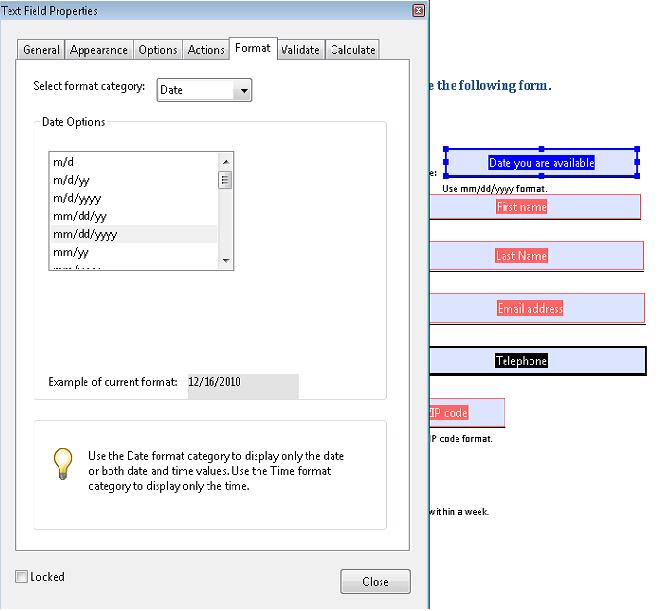 Text Field Properties
General Appearance Options Actions Format Validate Calculate
Select format category: Date
Date Options
m/d
m/d/yy
m/d/yyyy
mm/dd/yy
mm/dd/yyyy
mm/yy
Example of current format: 12/16/2010
Use the Date format category to display only the date
or both date and time values. Use the Time format
category to display only the time.
Locked
Close
the following form.
Date you are available
Use mm/dd/yyyy format.
First name
Last Name
Email address
Telephone
code
code format.
within a week.